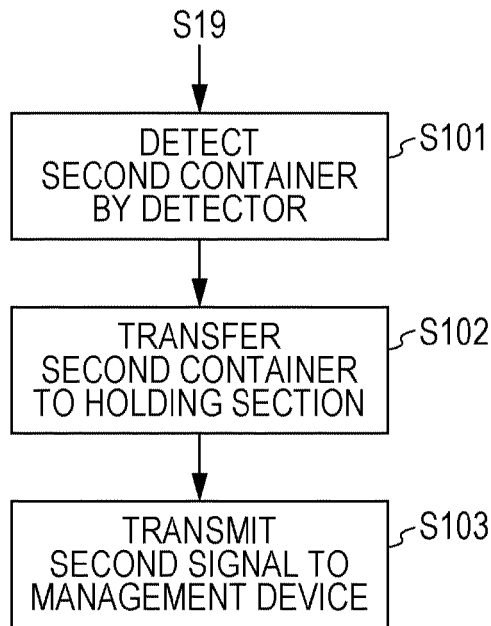 S19
DETECT
SECOND CONTAINER
BY DETECTOR
S101
TRANSFER
SECOND CONTAINER
TO HOLDING SECTION
S102
TRANSMIT
SECOND SIGNAL TO
MANAGEMENT DEVICE
S103